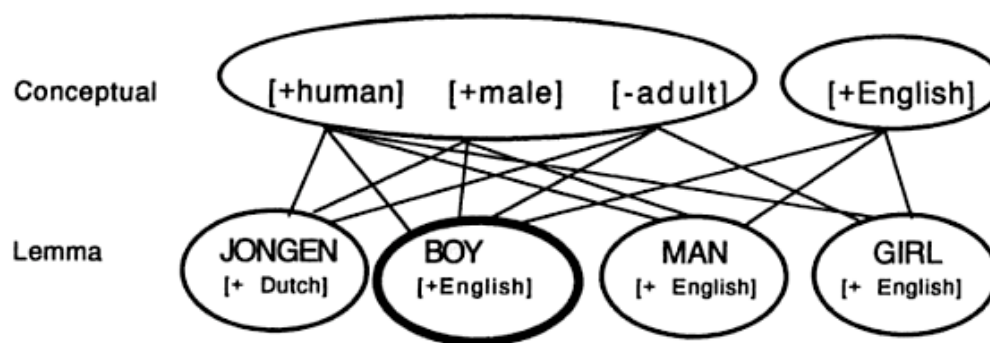 Conceptual [+human] [+male] [-adult] [+English]
Lemma JONGEN BOY MAN GIRL
[+ Dutch] [+English] [+ English] [+ English]